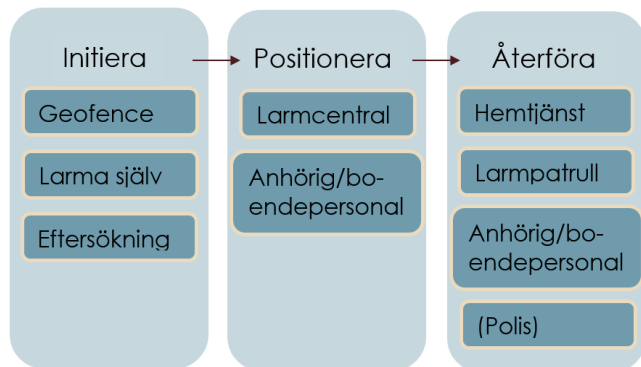 Initiera
Geofence
Larma själv
Eftersökning
Positionera
Larmcentral
Anhörig/bo-
endepersonal
Återföra
Hemtjänst
Larmpatrull
Anhörig/bo-
endepersonal
(Polis)